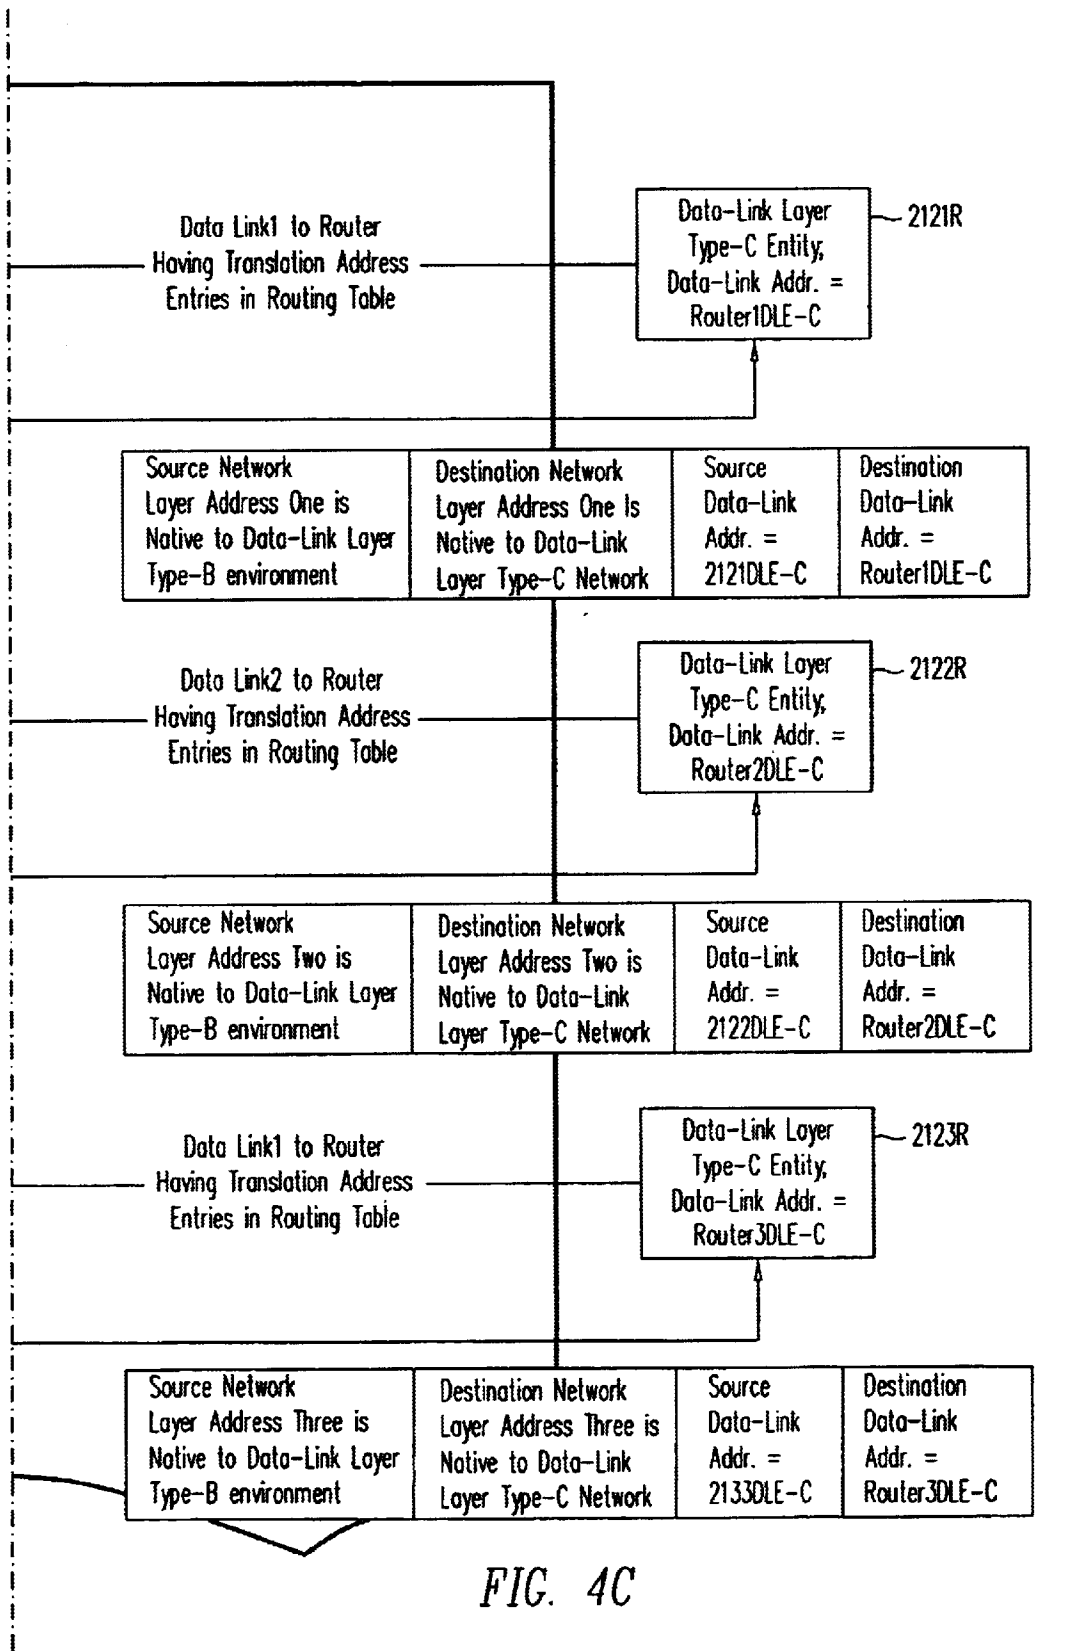 Data Link1 to Router
Having Translation Address
Entries in Routing Table
Data-Link Layer
Type-C Entity,
Data-Link Addr. =
Router1DLE-C
2121R
Source Network
Layer Address One is
Native to Data-Link Layer
Type-B environment
Destination Network
Layer Address One Is
Native to Data-Link
Layer Type-C Network
Source
Data-Link
Addr. =
2121DLE-C
Destination
Data-Link
Addr. =
Router1DLE-C
Data Link2 to Router
Having Translation Address
Entries in Routing Table
Data-Link Layer
Type-C Entity,
Data-Link Addr. =
Router2DLE-C
2122R
Source Network
Layer Address Two is
Native to Data-Link Layer
Type-B environment
Destination Network
Layer Address Two is
Native to Data-Link
Layer Type-C Network
Source
Data-Link
Addr. =
2122DLE-C
Destination
Data-Link
Addr. =
Router2DLE-C
Data Link1 to Router
Having Translation Address
Entries in Routing Table
Data-Link Layer
Type-C Entity,
Data-Link Addr. =
Router3DLE-C
2123R
Source Network
Layer Address Three is
Native to Data-Link Layer
Type-B environment
Destination Network
Layer Address Three is
Native to Data-Link
Layer Type-C Network
Source
Data-Link
Addr. =
2133DLE-C
Destination
Data-Link
Addr. =
Router3DLE-C
FIG. 4C